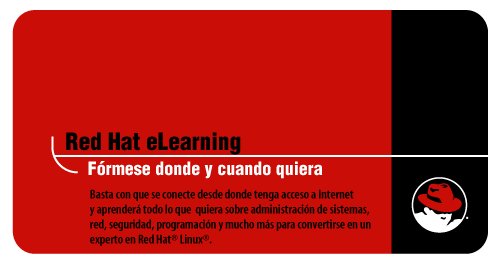 Red Hat eLearning
Fórmese donde y cuando quiera
Basta con que se conecte desde donde tenga acceso a Internet
y aprenderá todo lo que quiera sobre administración de sistemas,
red, seguridad, programación y mucho más para convertirse en un
experto en Red Hat® Linux®.